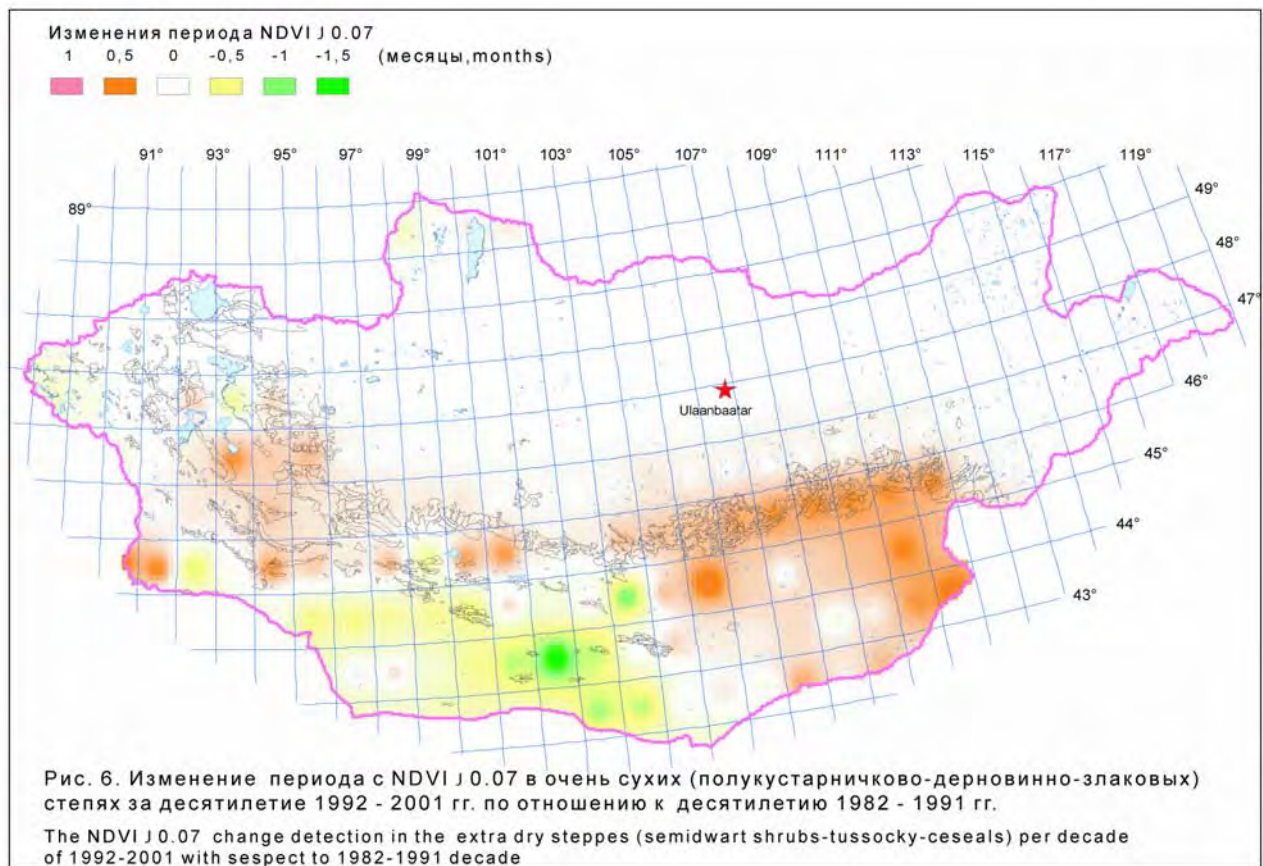 Изменения периода NDVI J 0.07
1 0,5 0 -0,5 -1 -1,5 (месяцы,months)
91° 93° 95° 97° 99° 101° 103° 105° 107° 109° 111° 113° 115° 117° 119°
89°
49°
48°
47°
46°
45°
44°
43°
Ulaanbaatar
Рис. 6. Изменение периода с NDVI J 0.07 в очень сухих (полукустарничково-дерновинно-злаковых)
степях за десятилетие 1992 - 2001 гг. по отношению к десятилетию 1982 - 1991 гг.
The NDVI J 0.07 change detection in the extra dry steppes (semidwart shrubs-tussocky-ceseals) per decade
of 1992-2001 with sespect to 1982-1991 decade